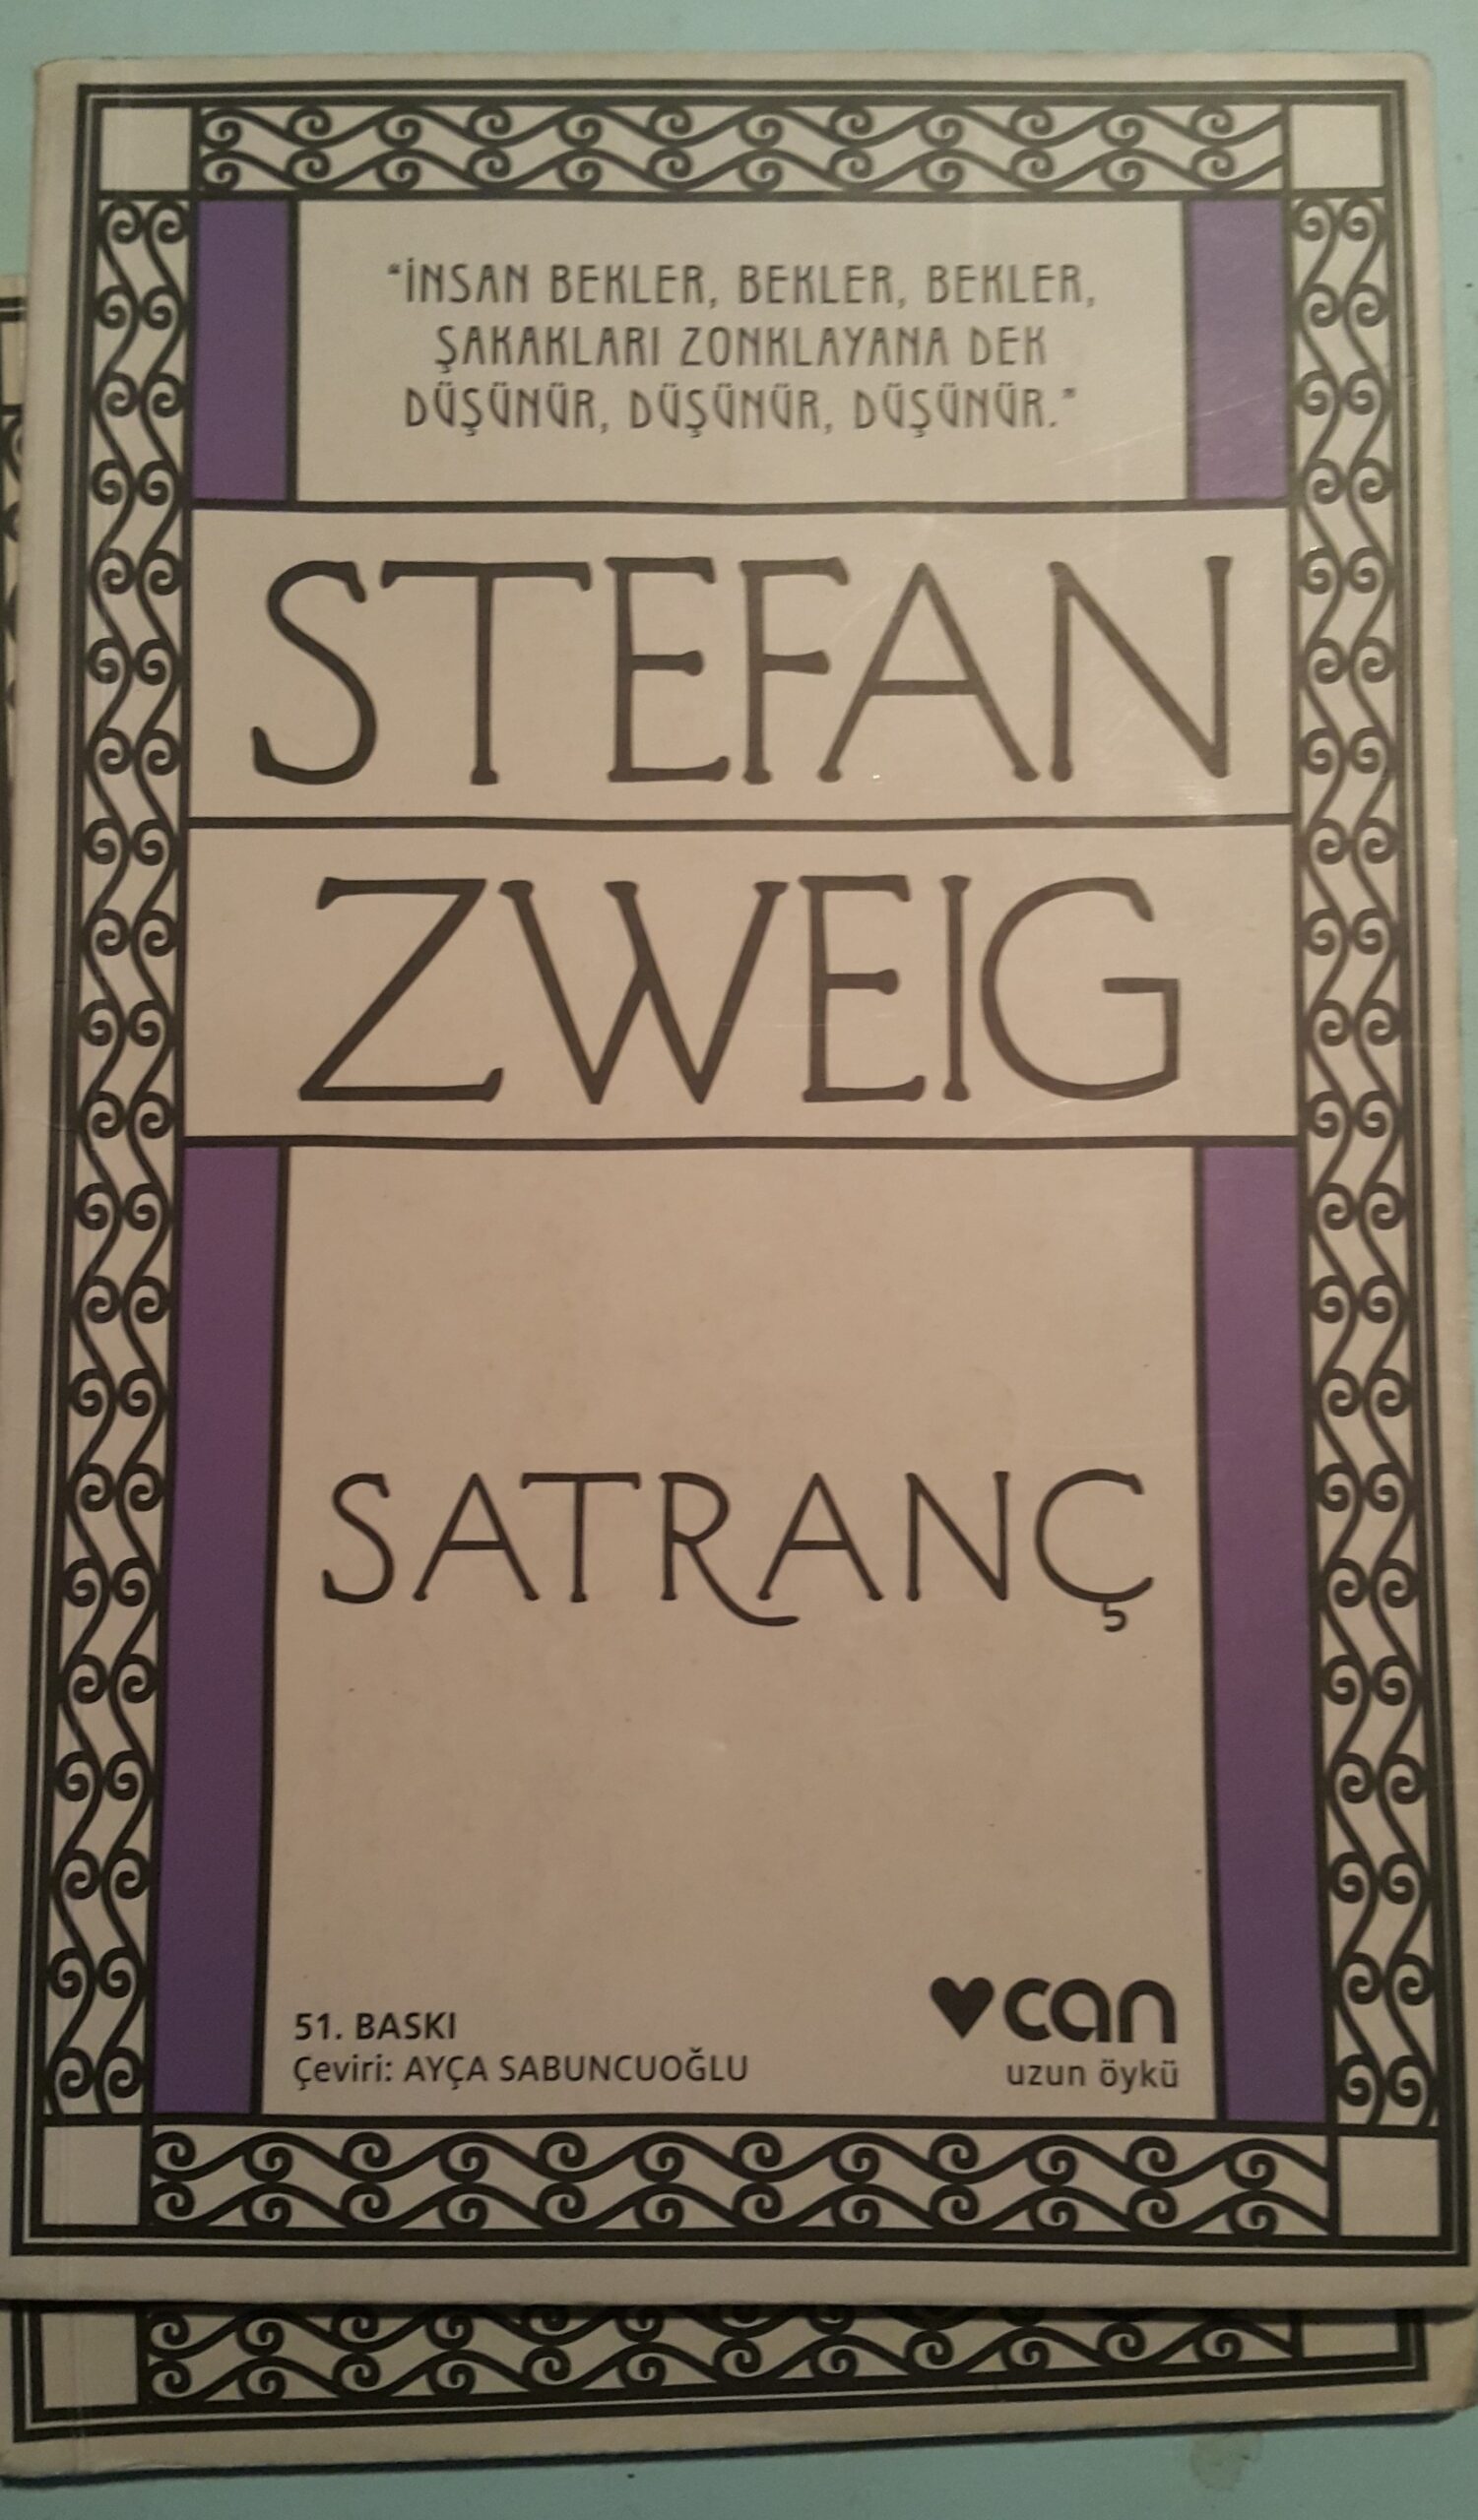 “İNSAN BEKLER, BEKLER, BEKLER,
ŞAKAKLARI ZONKLAYANA DEK
DÜŞÜNÜR, DÜŞÜNÜR, DÜŞÜNÜR.”
STEFAN
ZWEIG
SATRANÇ
51. BASKI
Çeviri: AYÇA SABUNCUOĞLU
can
uzun öykü